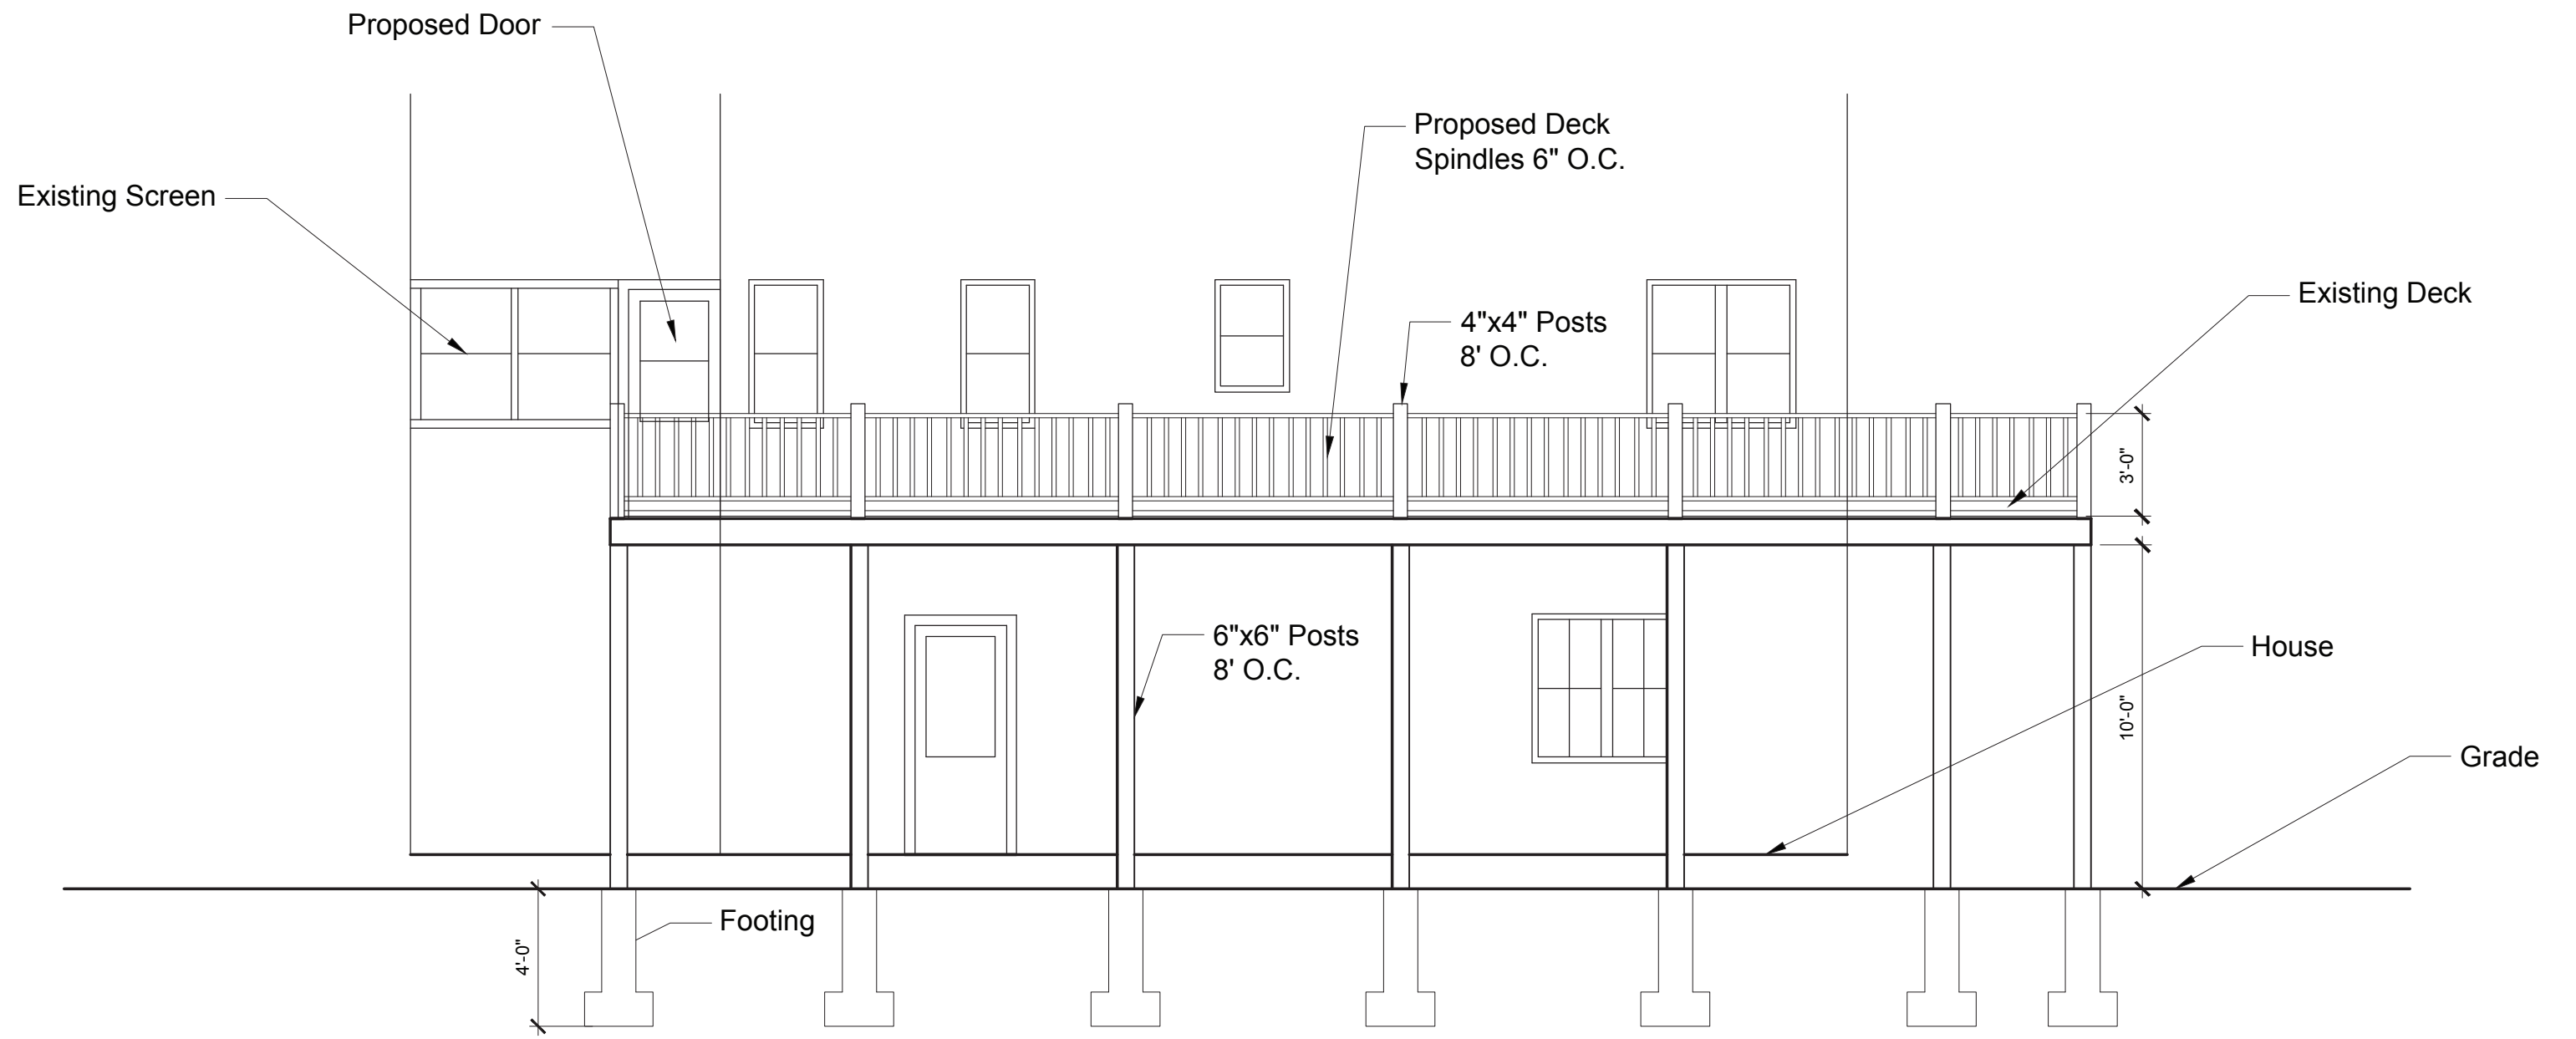 Proposed Door
Proposed Deck
Spindles 6" O.C.
Existing Screen
Existing Deck
4"x4" Posts
8' O.C.
3'-0"
6"x6" Posts
8' O.C.
House
10'-0"
Grade
Footing
4'-0"